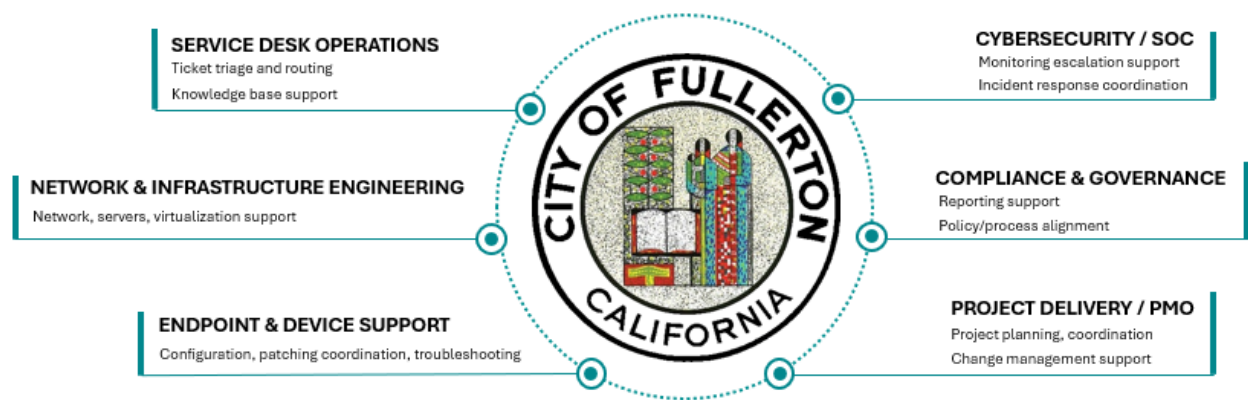 SERVICE DESK OPERATIONS
Ticket triage and routing
Knowledge base support
NETWORK & INFRASTRUCTURE ENGINEERING
Network, servers, virtualization support
ENDPOINT & DEVICE SUPPORT
Configuration, patching coordination, troubleshooting
CITY OF FULLERTON
CALIFORNIA
CYBERSECURITY / SOC
Monitoring escalation support
Incident response coordination
COMPLIANCE & GOVERNANCE
Reporting support
Policy/process alignment
PROJECT DELIVERY / PMO
Project planning, coordination
Change management support